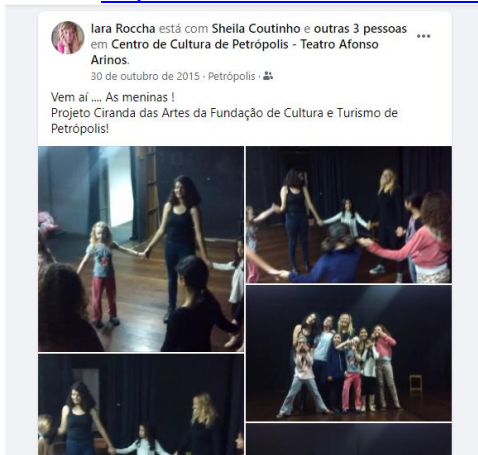 Iara Roccha está com Sheila Coutinho e outras 3 pessoas
em Centro de Cultura de Petrópolis - Teatro Afonso
Arinos.
30 de outubro de 2015 · Petrópolis ·
Vem aí .... As meninas !
Projeto Ciranda das Artes da Fundação de Cultura e Turismo de
Petrópolis!